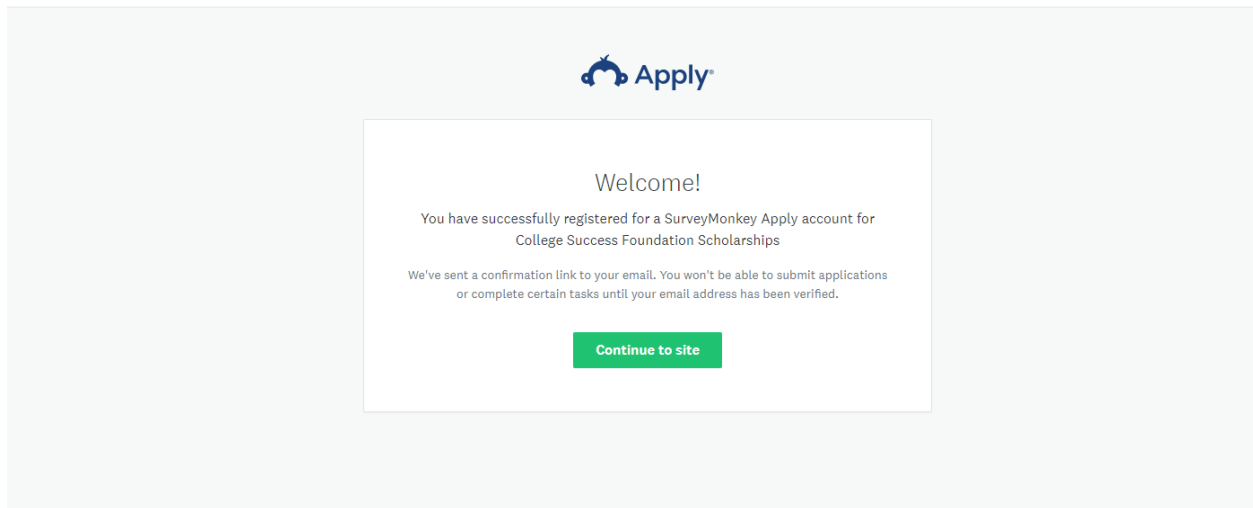 Apply®
Welcome!
You have successfully registered for a SurveyMonkey Apply account for
College Success Foundation Scholarships
We've sent a confirmation link to your email. You won't be able to submit applications
or complete certain tasks until your email address has been verified.
Continue to site